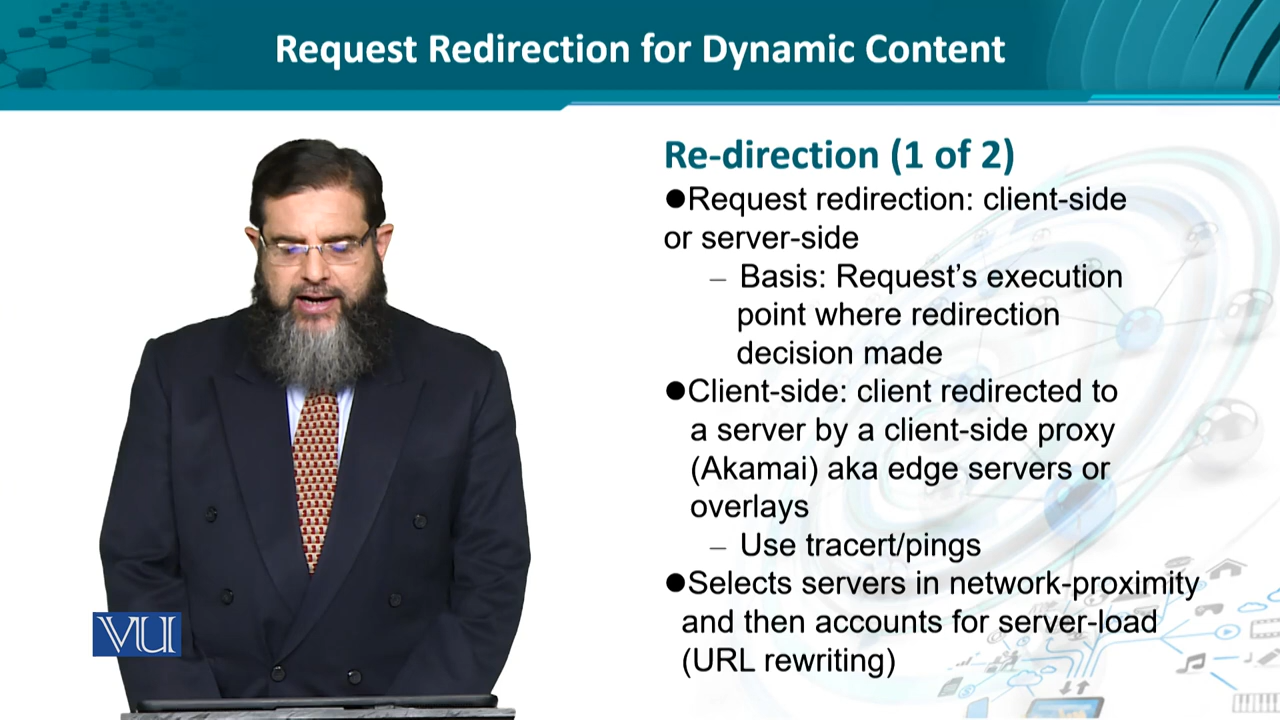 Request Redirection for Dynamic Content
Re-direction (1 of 2)
●Request redirection: client-side
or server-side
– Basis: Request’s execution
point where redirection
decision made
●Client-side: client redirected to
a server by a client-side proxy
(Akamai) aka edge servers or
overlays
– Use tracert/pings
●Selects servers in network-proximity
and then accounts for server-load
(URL rewriting)
VU